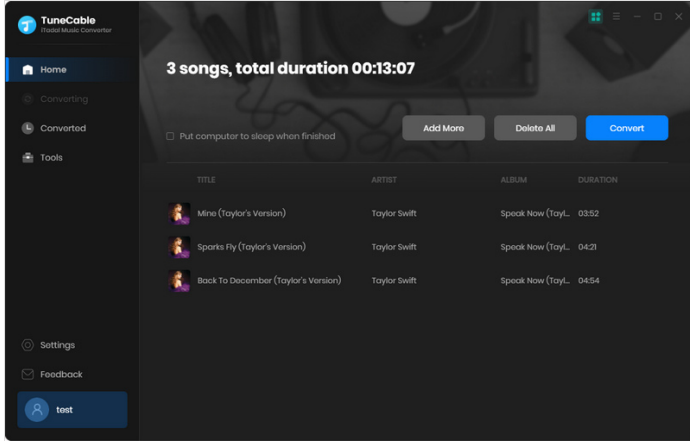 TuneCable
iTidal Music Converter
Home
Converting
Converted
Tools
Settings
Feedback
test
3 songs, total duration 00:13:07
Put computer to sleep when finished
Add More
Delete All
Convert
TITLE ARTIST ALBUM DURATION
Mine (Taylor's Version) Taylor Swift Speak Now (Tayl... 03:52
Sparks Fly (Taylor's Version) Taylor Swift Speak Now (Tayl... 04:21
Back To December (Taylor's Version) Taylor Swift Speak Now (Tayl... 04:54